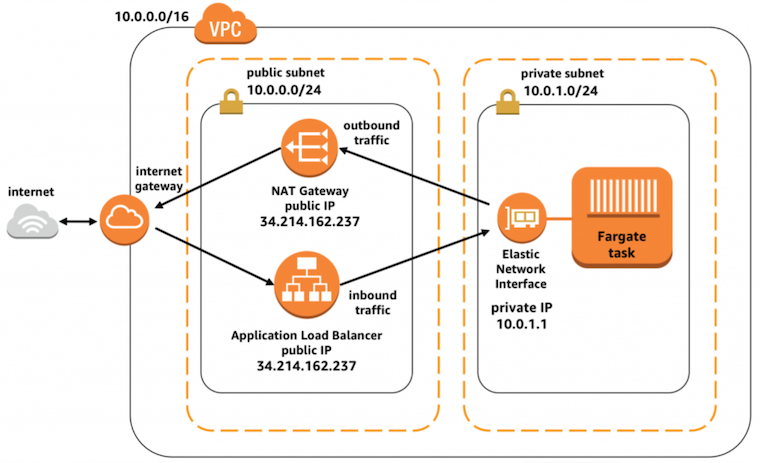 10.0.0.0/16
VPC
public subnet
10.0.0.0/24
private subnet
10.0.1.0/24
outbound
traffic
internet
gateway
internet
NAT Gateway
public IP
34.214.162.237
Elastic
Network
Interface
private IP
10.0.1.1
Fargate
task
inbound
traffic
Application Load Balancer
public IP
34.214.162.237